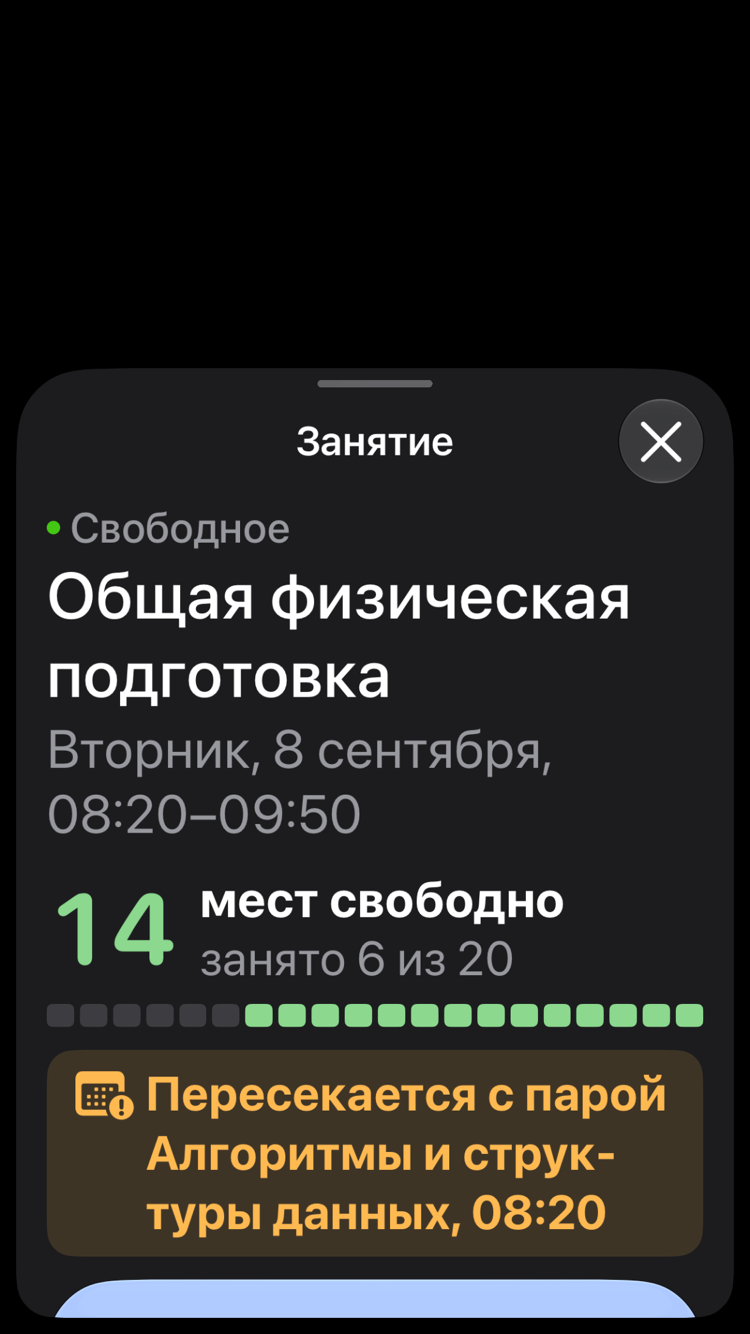 Занятие
Свободное
Общая физическая
подготовка
Вторник, 8 сентября,
08:20–09:50
14
мест свободно
занято 6 из 20
Пересекается с парой
Алгоритмы и струк-
туры данных, 08:20